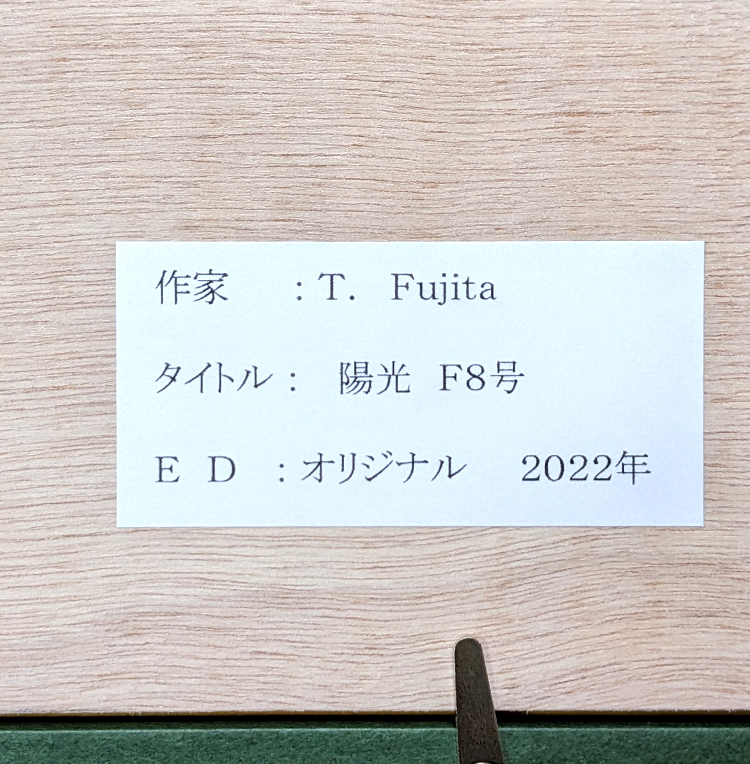 作家　　：T.　Fujita
タイトル：　陽光　F8号
E D　：オリジナル　2022年